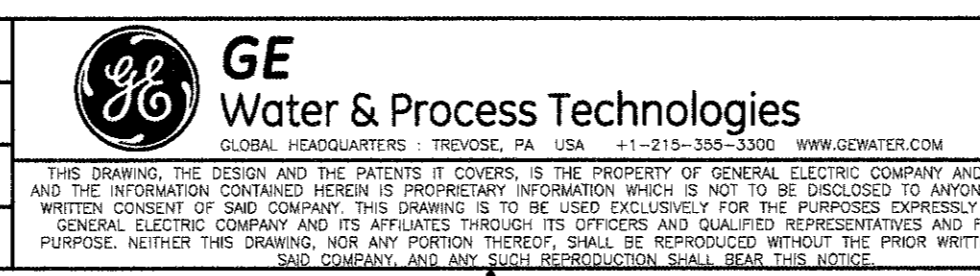 GE
GE
Water & Process Technologies
GLOBAL HEADQUARTERS : TREVOSE, PA USA +1-215-355-3300 WWW.GEWATER.COM
THIS DRAWING, THE DESIGN AND THE PATENTS IT COVERS, IS THE PROPERTY OF GENERAL ELECTRIC COMPANY AND
AND THE INFORMATION CONTAINED HEREIN IS PROPRIETARY INFORMATION WHICH IS NOT TO BE DISCLOSED TO ANYON
WRITTEN CONSENT OF SAID COMPANY. THIS DRAWING IS TO BE USED EXCLUSIVELY FOR THE PURPOSES EXPRESSLY
GENERAL ELECTRIC COMPANY AND ITS AFFILIATES THROUGH ITS OFFICERS AND QUALIFIED REPRESENTATIVES AND
PURPOSE. NEITHER THIS DRAWING, NOR ANY PORTION THEREOF, SHALL BE REPRODUCED WITHOUT THE PRIOR WRITT
SAID COMPANY, AND ANY SUCH REPRODUCTION SHALL BEAR THIS NOTICE.